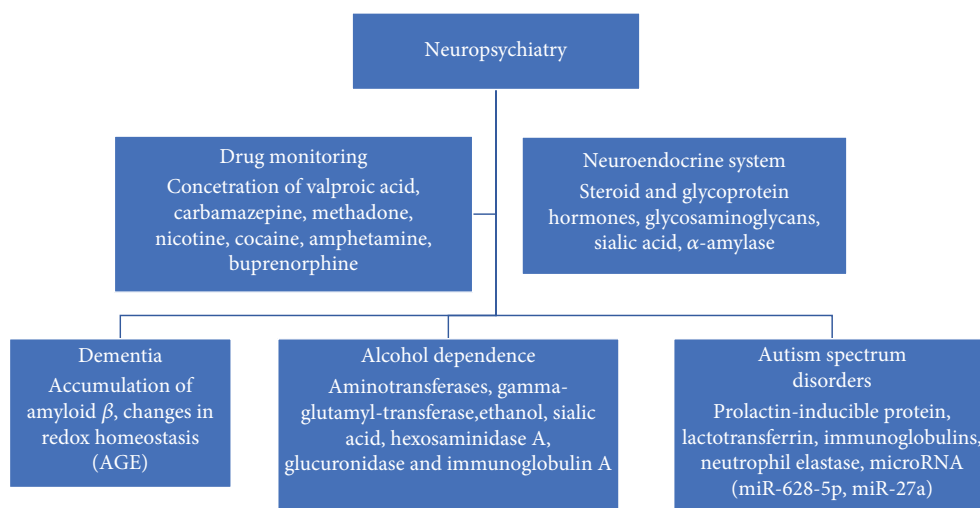 Neuropsychiatry
Drug monitoring
Concetration of valproic acid,
carbamazepine, methadone,
nicotine, cocaine, amphetamine,
buprenorphine
Neuroendocrine system
Steroid and glycoprotein
hormones, glycosaminoglycans,
sialic acid, α-amylase
Dementia
Accumulation of
amyloid β, changes in
redox homeostasis
(AGE)
Alcohol dependence
Aminotransferases, gamma-
glutamyl-transferase,ethanol, sialic
acid, hexosaminidase A,
glucuronidase and immunoglobulin A
Autism spectrum
disorders
Prolactin-inducible protein,
lactotransferrin, immunoglobulins,
neutrophil elastase, microRNA
(miR-628-5p, miR-27a)